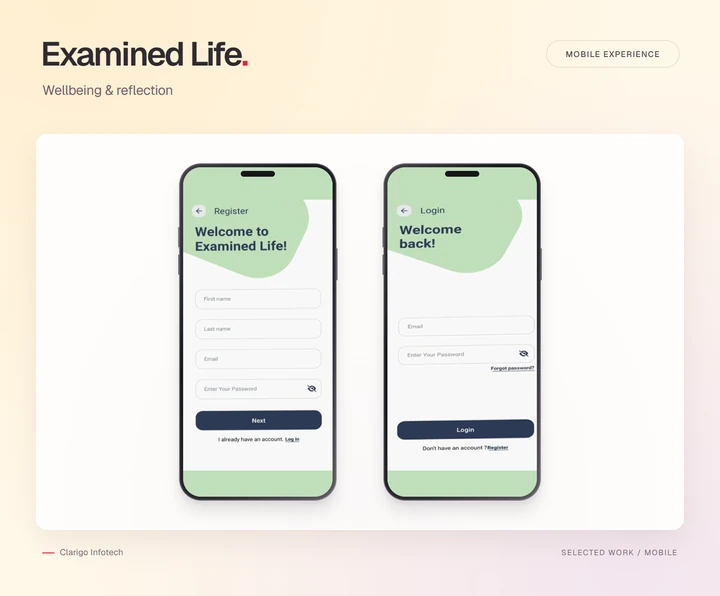 Examined Life.
MOBILE EXPERIENCE
Wellbeing & reflection
Register
Welcome to
Examined Life!
First name
Last name
Email
Enter Your Password
Next
I already have an account. Log in
Login
Welcome
back!
Email
Enter Your Password
Forgot password?
Login
Don't have an account ?Register
Clarigo Infotech
SELECTED WORK / MOBILE